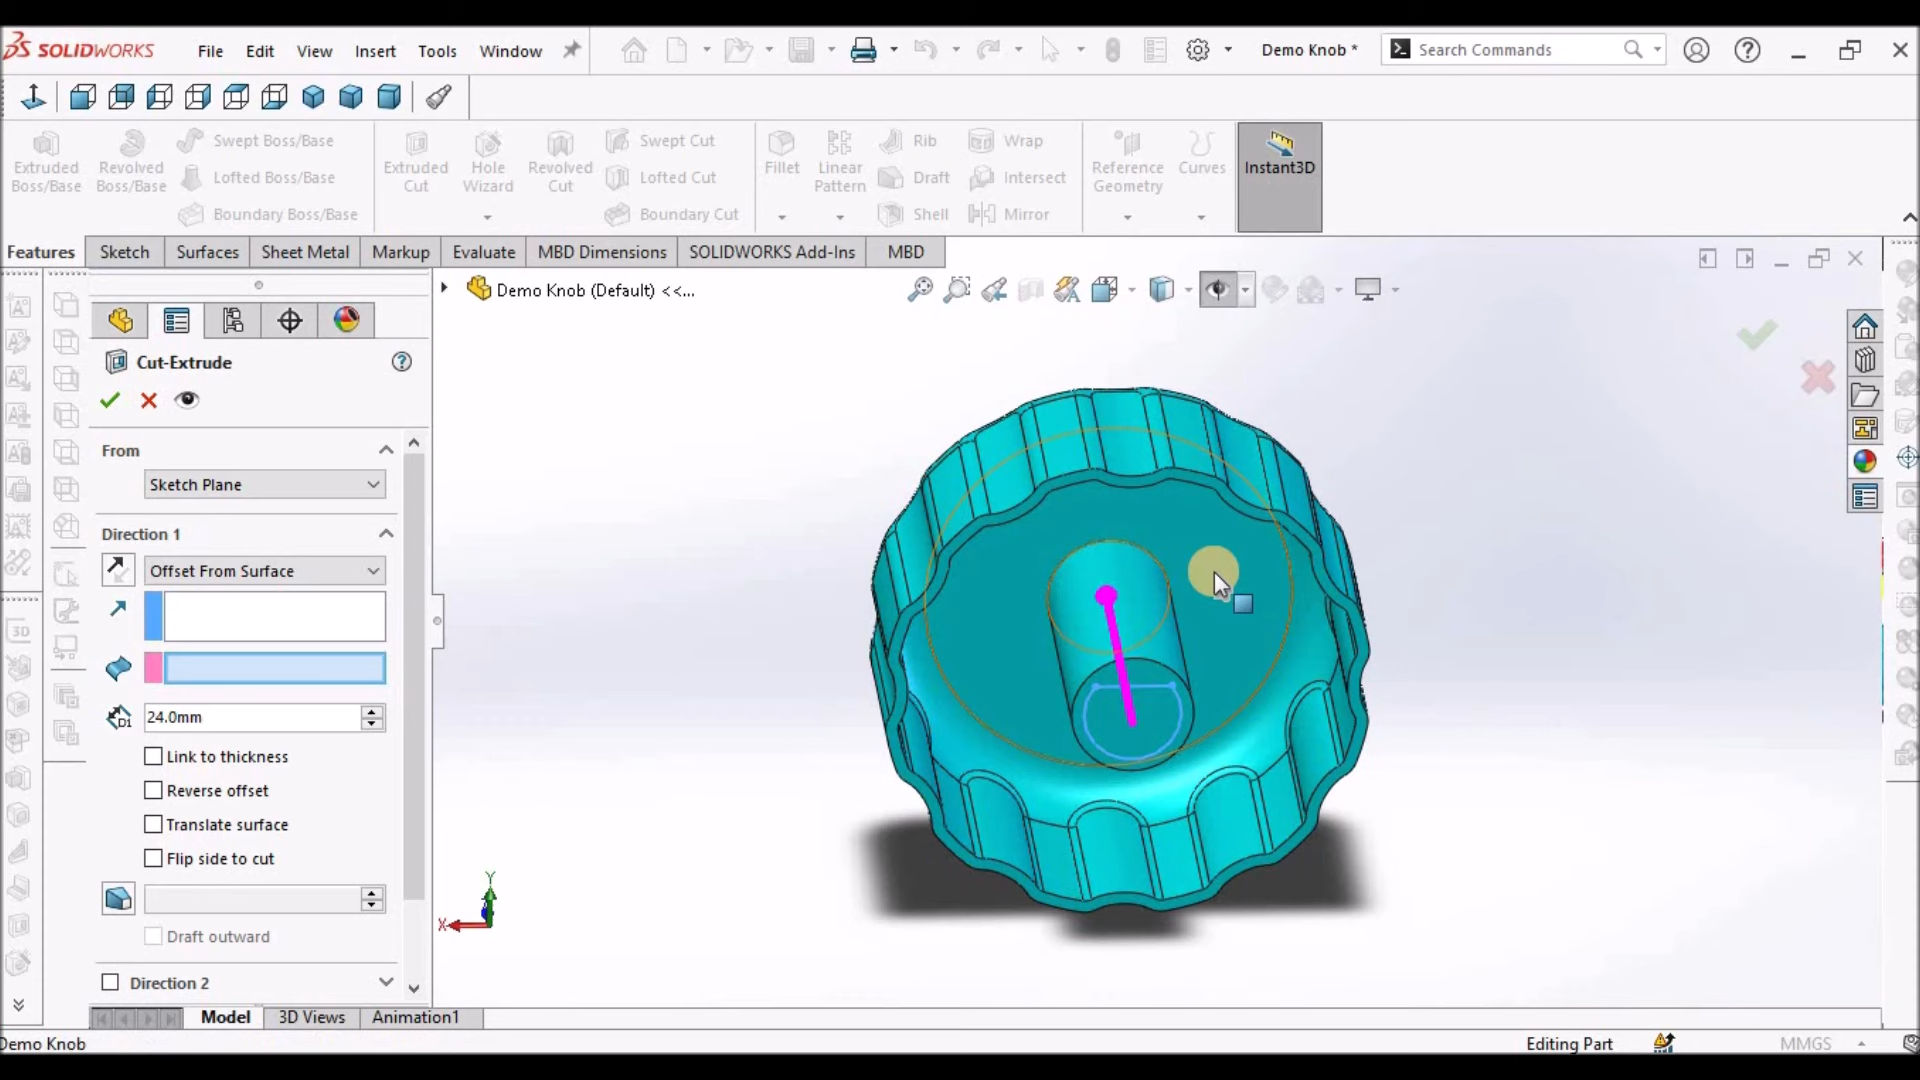 SOLIDWORKS File Edit View Insert Tools Window Demo Knob * Search Commands
Extruded Boss/Base
Revolved Boss/Base
Swept Boss/Base
Lofted Boss/Base
Boundary Boss/Base
Extruded Cut
Hole Wizard
Revolved Cut
Swept Cut
Lofted Cut
Boundary Cut
Fillet
Linear Pattern
Rib
Draft
Shell
Wrap
Intersect
Mirror
Reference Geometry
Curves
Instant3D
Features Sketch Surfaces Sheet Metal Markup Evaluate MBD Dimensions SOLIDWORKS Add-Ins MBD
Demo Knob (Default) <<...
Cut-Extrude
From
Sketch Plane
Direction 1
Offset From Surface
D1
24.0mm
Link to thickness
Reverse offset
Translate surface
Flip side to cut
Draft outward
Direction 2
3D
Y
X
Model 3D Views Animation1
Demo Knob Editing Part MMGS